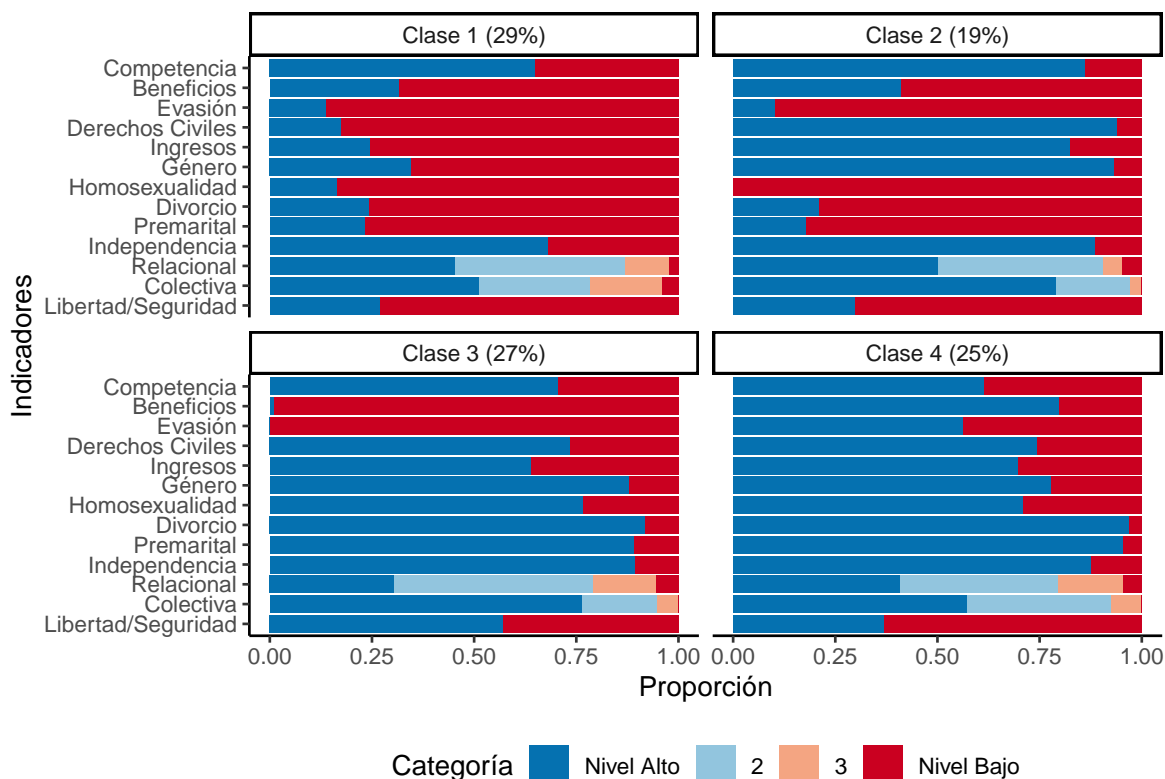 Clase 1 (29%)
Clase 2 (19%)
Competencia
Beneficios
Evasión
Derechos Civiles
Ingresos
Género
Homosexualidad
Divorcio
Premarital
Independencia
Relacional
Colectiva
Libertad/Seguridad
Indicadores
Clase 3 (27%)
Clase 4 (25%)
Competencia
Beneficios
Evasión
Derechos Civiles
Ingresos
Género
Homosexualidad
Divorcio
Premarital
Independencia
Relacional
Colectiva
Libertad/Seguridad
0.00 0.25 0.50 0.75 1.00 0.00 0.25 0.50 0.75 1.00
Proporción
Categoría Nivel Alto 2 3 Nivel Bajo